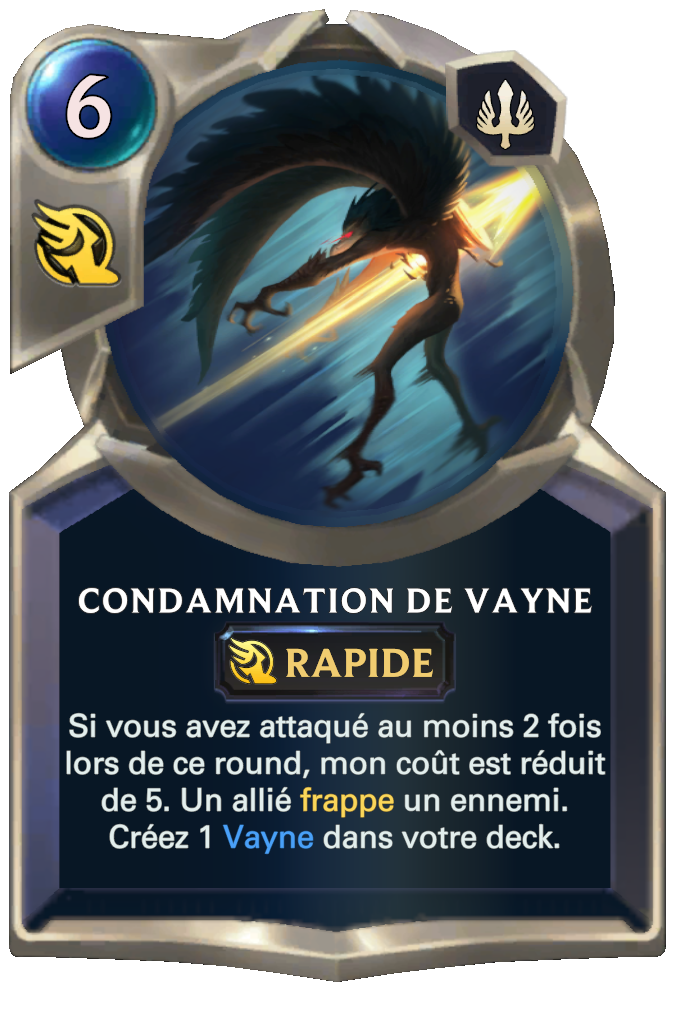 6
CONDAMNATION DE VAYNE
RAPIDE
Si vous avez attaqué au moins 2 fois
lors de ce round, mon coût est réduit
de 5. Un allié frappe un ennemi.
Créez 1 Vayne dans votre deck.